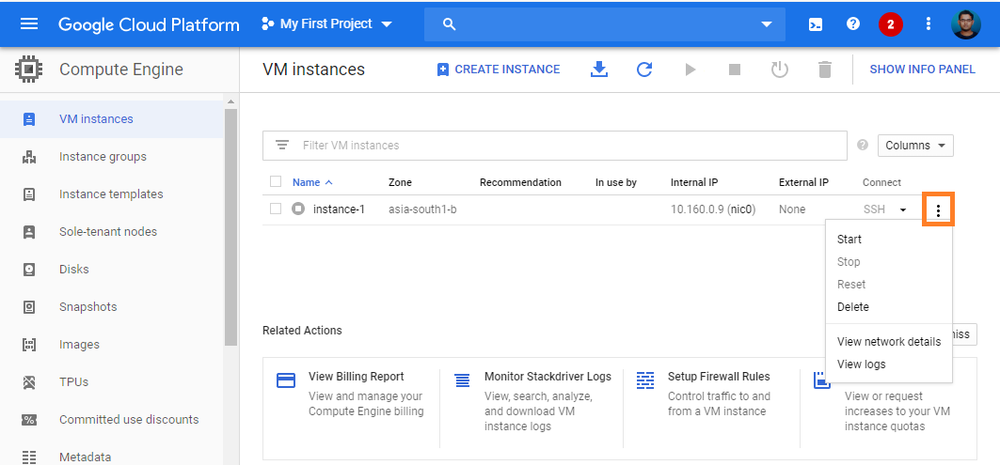 Google Cloud Platform
My First Project
2
Compute Engine
VM instances
CREATE INSTANCE
SHOW INFO PANEL
VM instances
Instance groups
Instance templates
Sole-tenant nodes
Disks
Snapshots
Images
TPUs
Committed use discounts
Metadata
Filter VM instances
Columns
Name Zone Recommendation In use by Internal IP External IP Connect
instance-1 asia-south1-b 10.160.0.9 (nic0) None SSH
Start
Stop
Reset
Delete
View network details
View logs
Related Actions
View Billing Report
View and manage your
Compute Engine billing
Monitor Stackdriver Logs
View, search, analyze,
and download VM
instance logs
Setup Firewall Rules
Control traffic to and
from a VM instance
View or request
increases to your VM
instance quotas